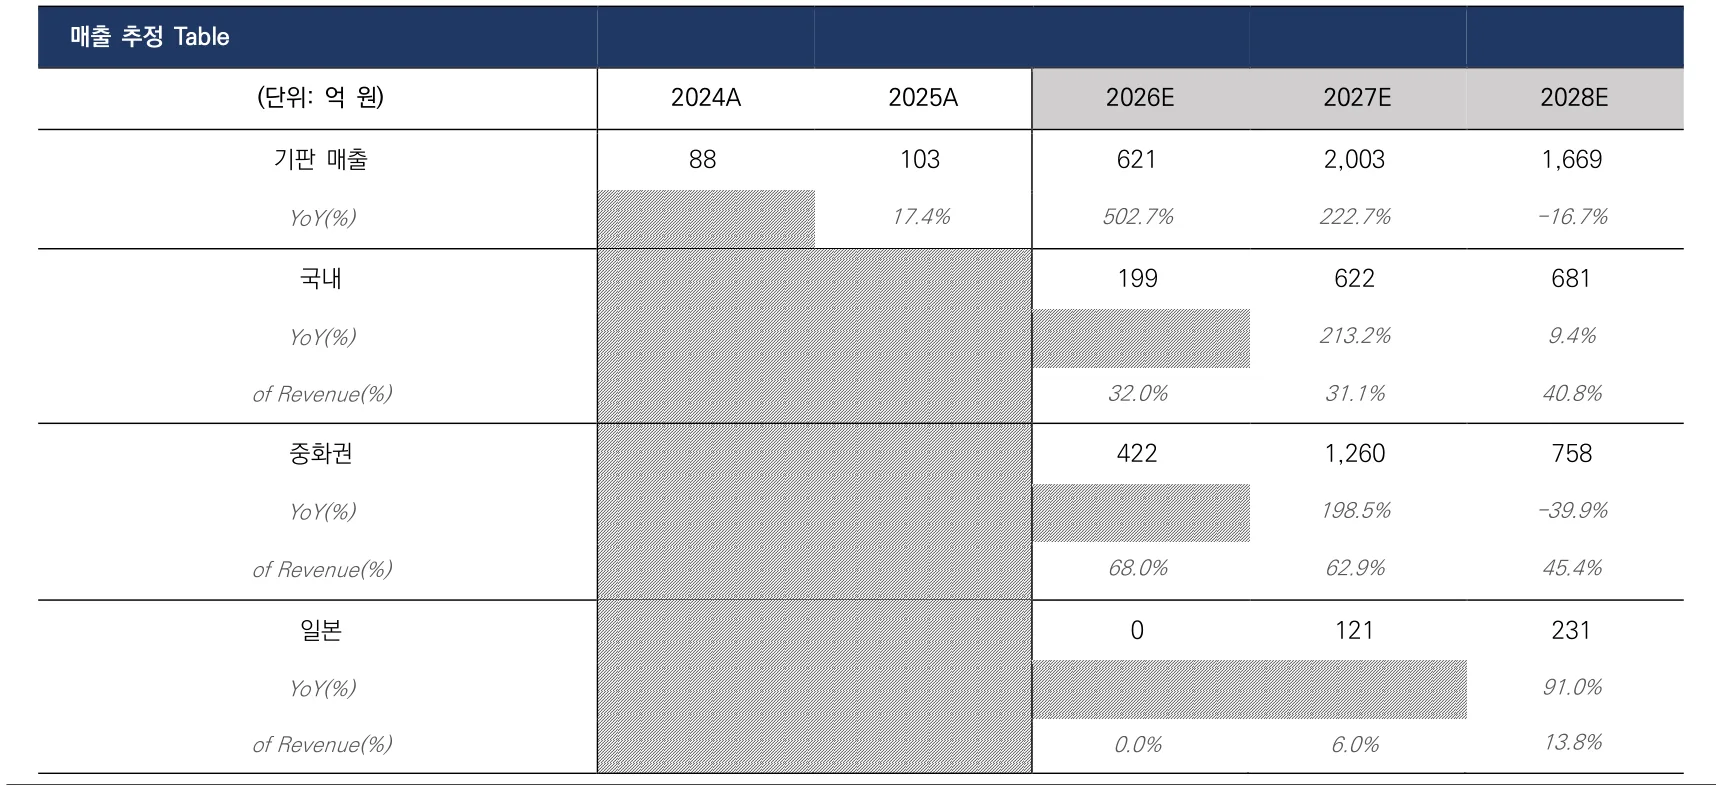 매출 추정 Table
(단위: 억 원) 2024A 2025A 2026E 2027E 2028E
기판 매출 88 103 621 2,003 1,669
YoY(%) 17.4% 502.7% 222.7% -16.7%
국내 199 622 681
YoY(%) 213.2% 9.4%
of Revenue(%) 32.0% 31.1% 40.8%
중화권 422 1,260 758
YoY(%) 198.5% -39.9%
of Revenue(%) 68.0% 62.9% 45.4%
일본 0 121 231
YoY(%) 91.0%
of Revenue(%) 0.0% 6.0% 13.8%